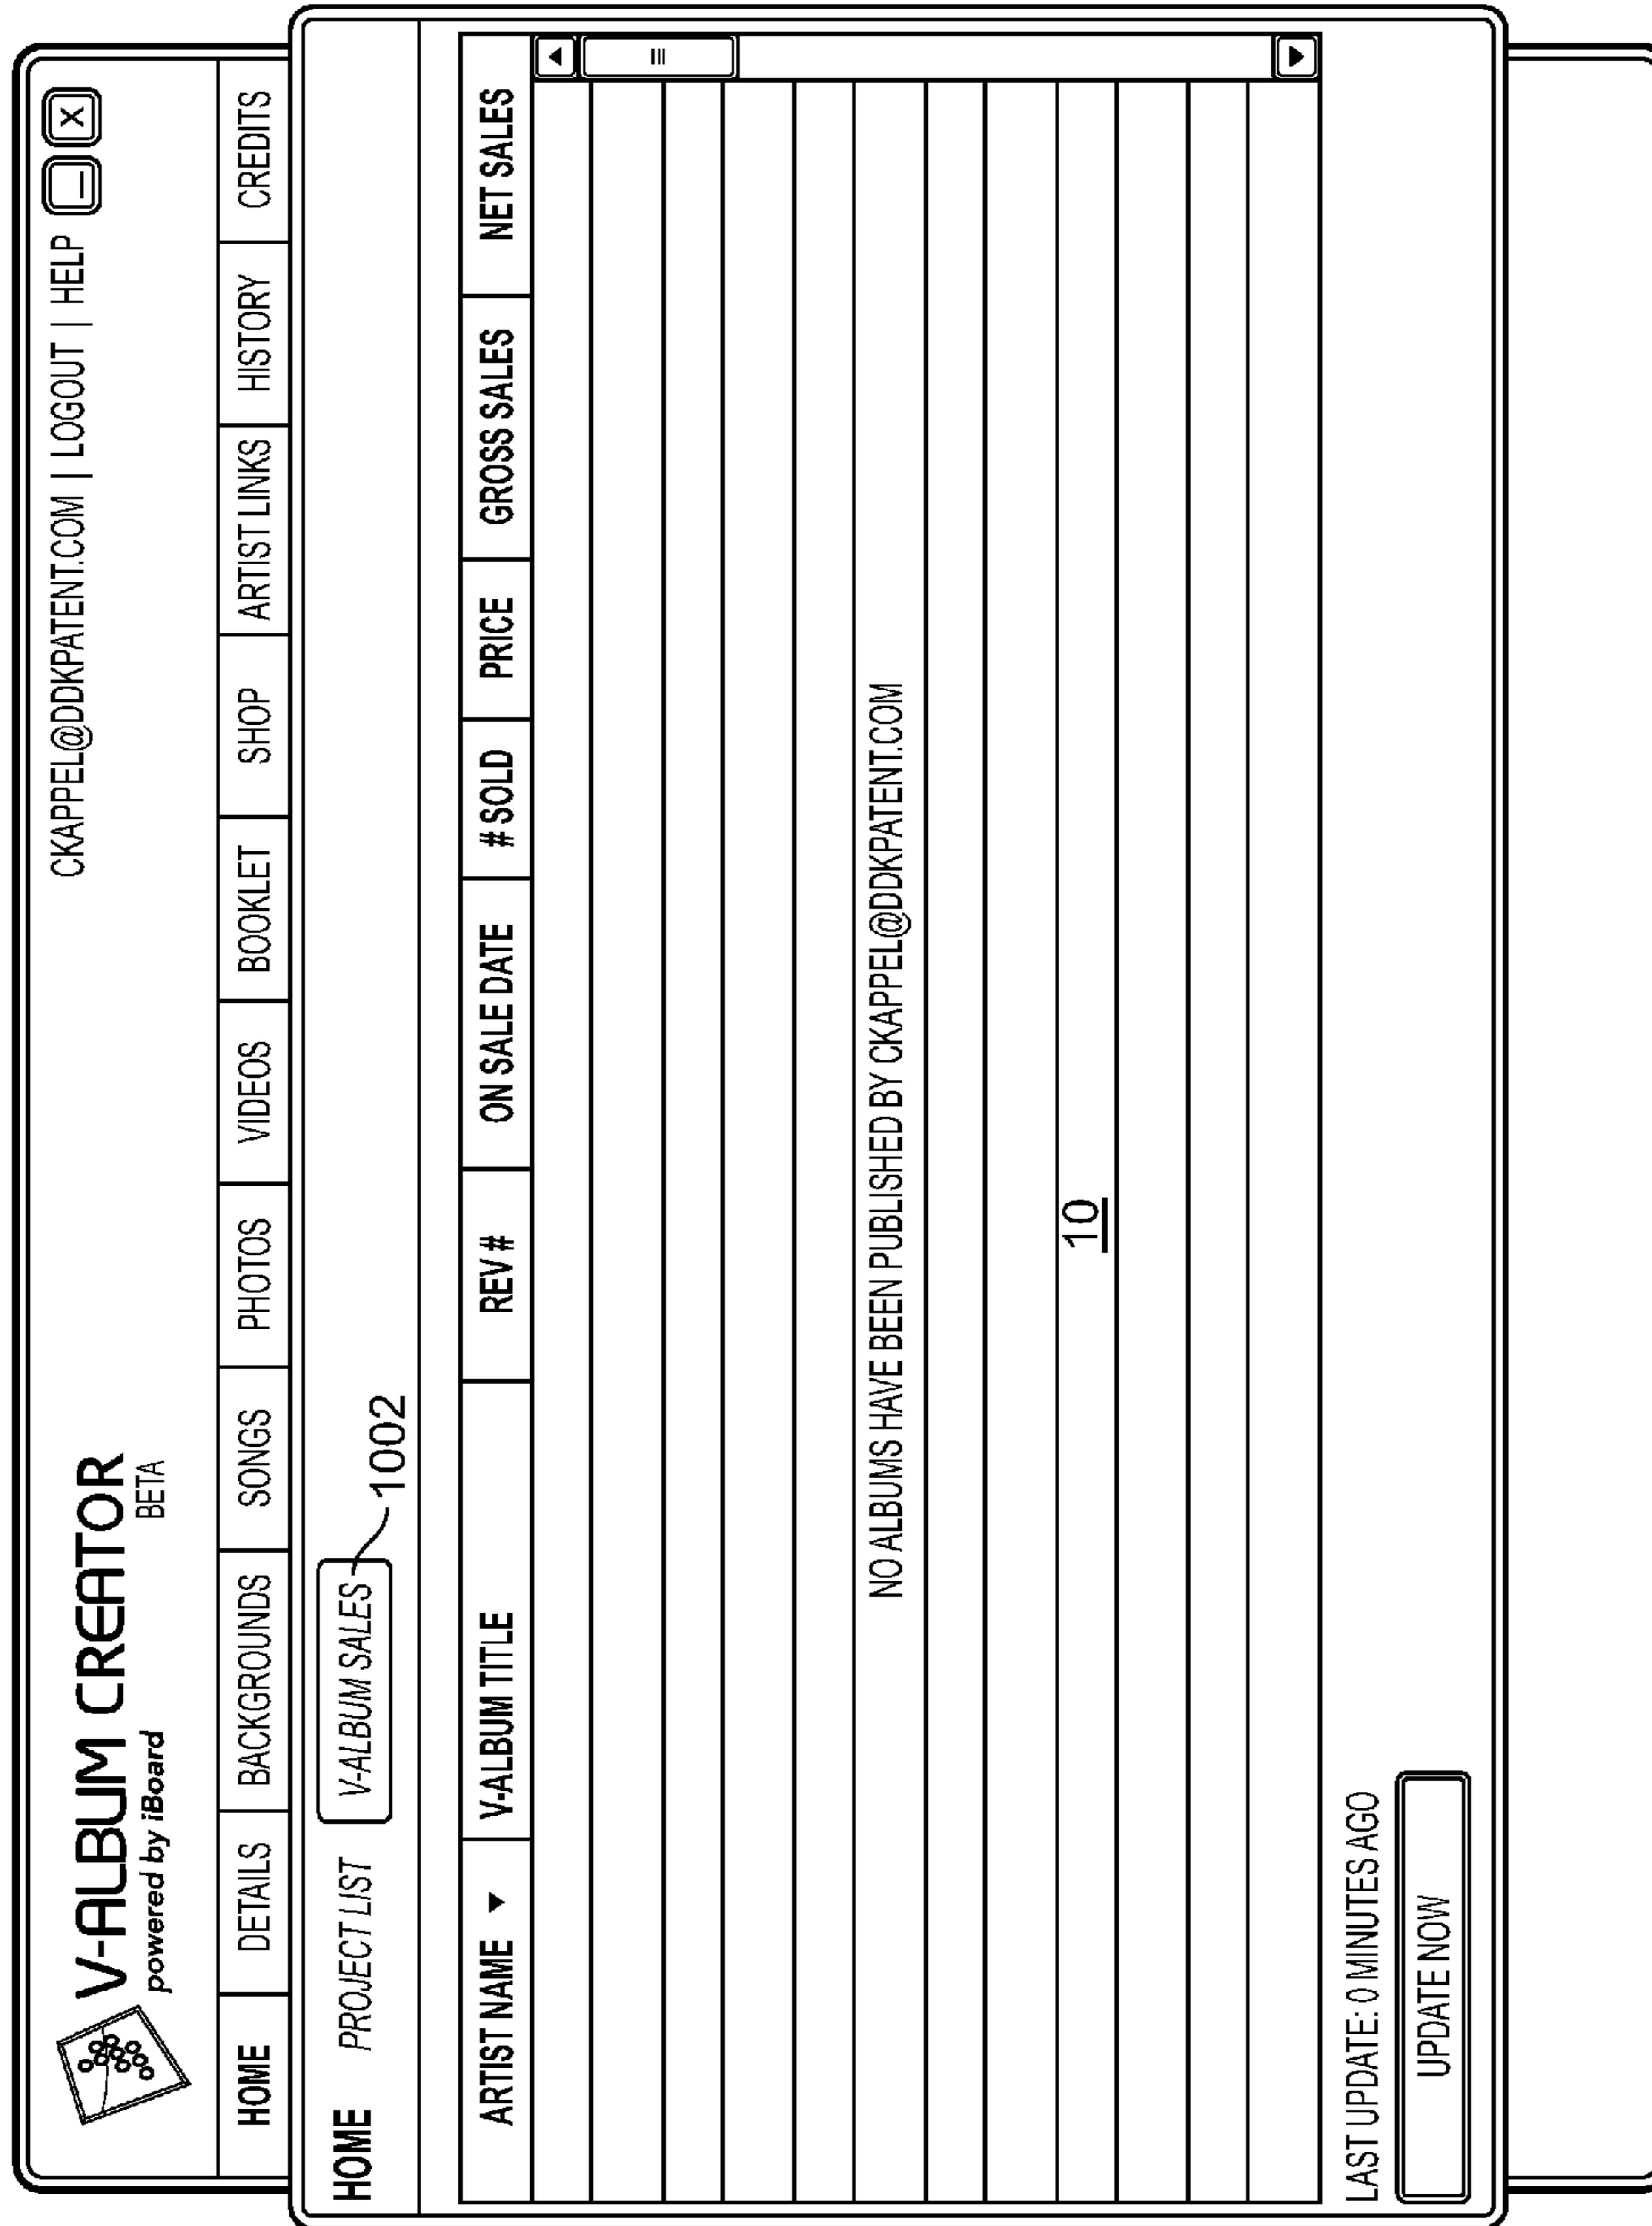 V-ALBUM CREATOR
powered by iBoard
BETA
CKAPPEL@DDKPATENT.COM | LOGOUT | HELP
X
HOME DETAILS BACKGROUNDS SONGS PHOTOS VIDEOS BOOKLET SHOP ARTIST LINKS HISTORY CREDITS
HOME PROJECT LIST V-ALBUM SALES
1002
ARTIST NAME ▼ V-ALBUM TITLE REV # ON SALE DATE # SOLD PRICE GROSS SALES NET SALES
NO ALBUMS HAVE BEEN PUBLISHED BY CKAPPEL@DDKPATENT.COM
10
LAST UPDATE: 0 MINUTES AGO
UPDATE NOW